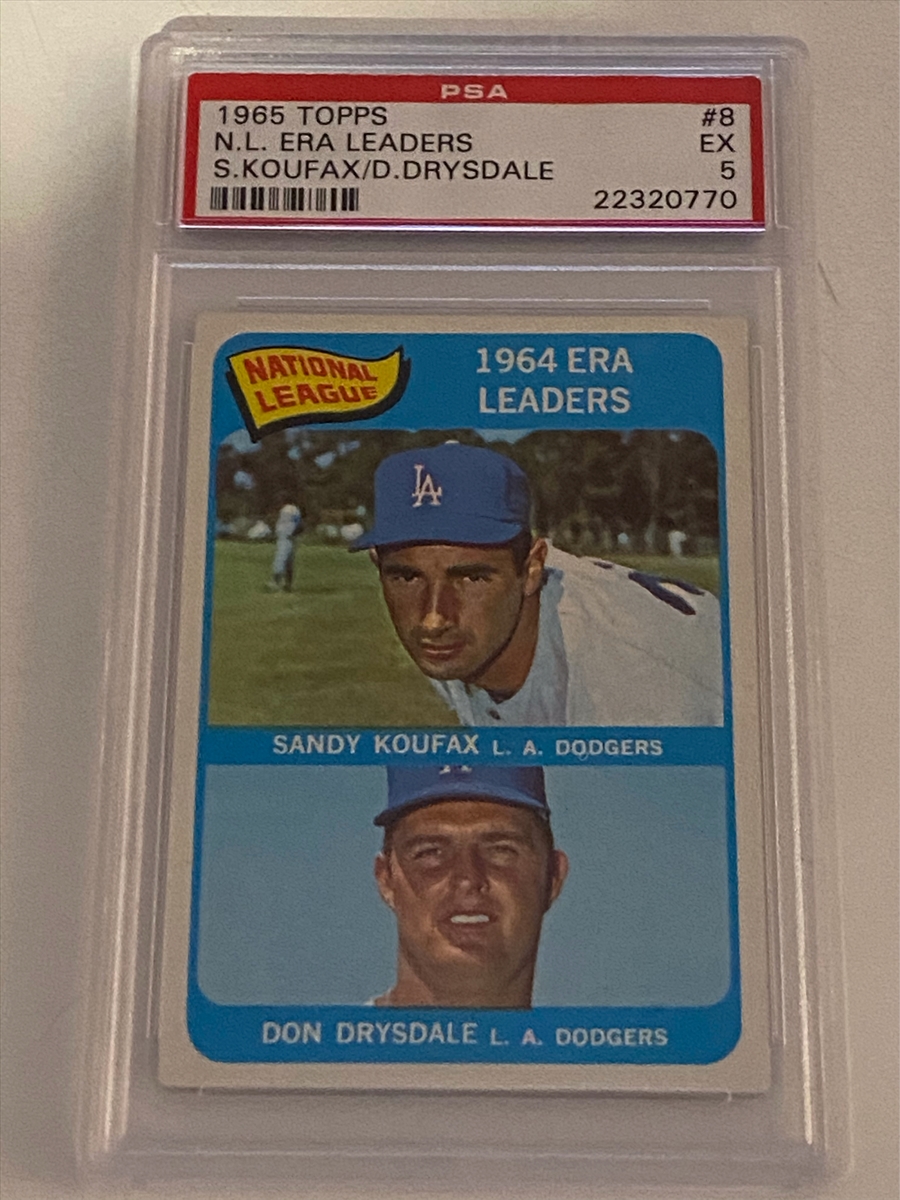 PSA
1965 TOPPS #8
N.L. ERA LEADERS EX
S.KOUFAX/D.DRYSDALE 5
22320770
NATIONAL
LEAGUE
1964 ERA
LEADERS
LA
SANDY KOUFAX L. A. DODGERS
DON DRYSDALE L. A. DODGERS